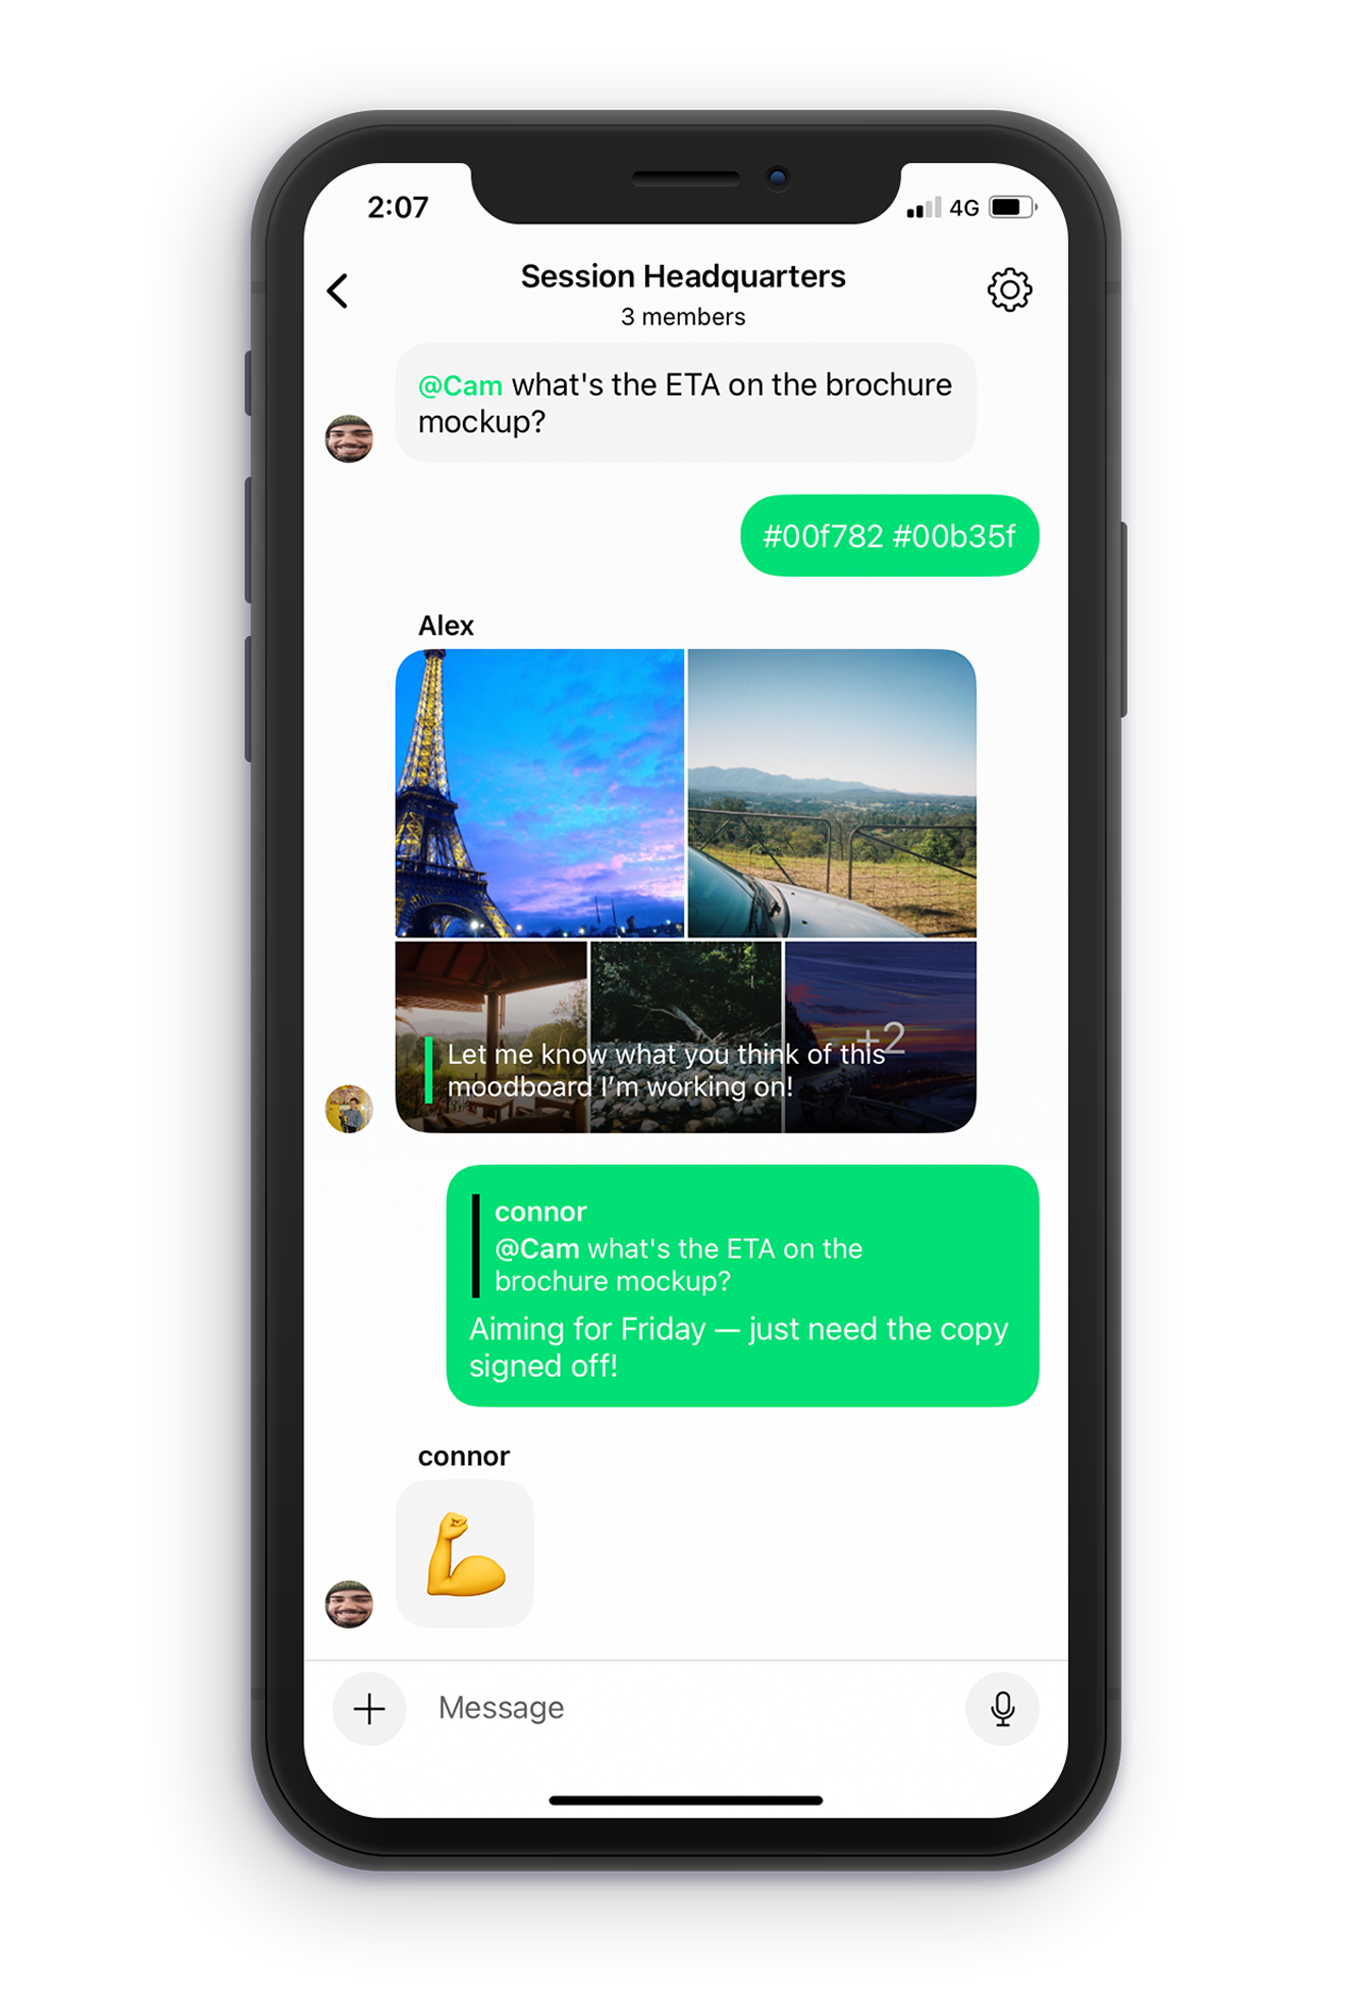 2:07
4G
Session Headquarters
3 members
@Cam what's the ETA on the brochure
mockup?
#00f782 #00b35f
Alex
+2
Let me know what you think of this
moodboard I'm working on!
connor
@Cam what's the ETA on the
brochure mockup?
Aiming for Friday — just need the copy
signed off!
connor
Message